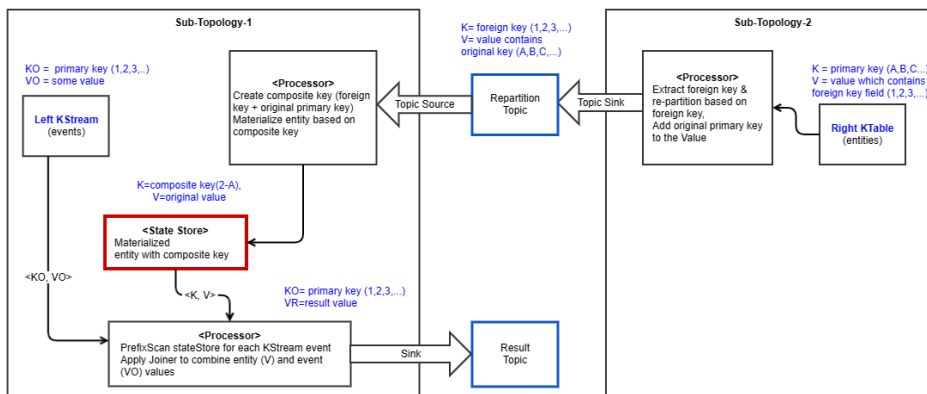 Sub-Topology-1
KO = primary key (1,2,3,..)
VO = some value
Left KStream
(events)
<Processor>
Create composite key (foreign
key + original primary key)
Materialize entity based on
composite key
Topic Source
K= foreign key (1,2,3,...)
V= value contains
original key (A,B,C,...)
Repartition
Topic
Topic Sink
Sub-Topology-2
<Processor>
Extract foreign key &
re-partition based on
foreign key,
Add original primary key
to the Value
K = primary key (A,B,C...)
V = value which contains
foreign key field (1,2,3,...)
Right KTable
(entities)
K=composite key(2-A),
V=original value
<State Store>
Materialized
entity with composite key
<KO, VO>
<K, V>
KO= primary key (1,2,3,...)
VR=result value
<Processor>
PrefixScan stateStore for each KStream event
Apply Joiner to combine entity (V) and event
(VO) values
Sink
Result
Topic